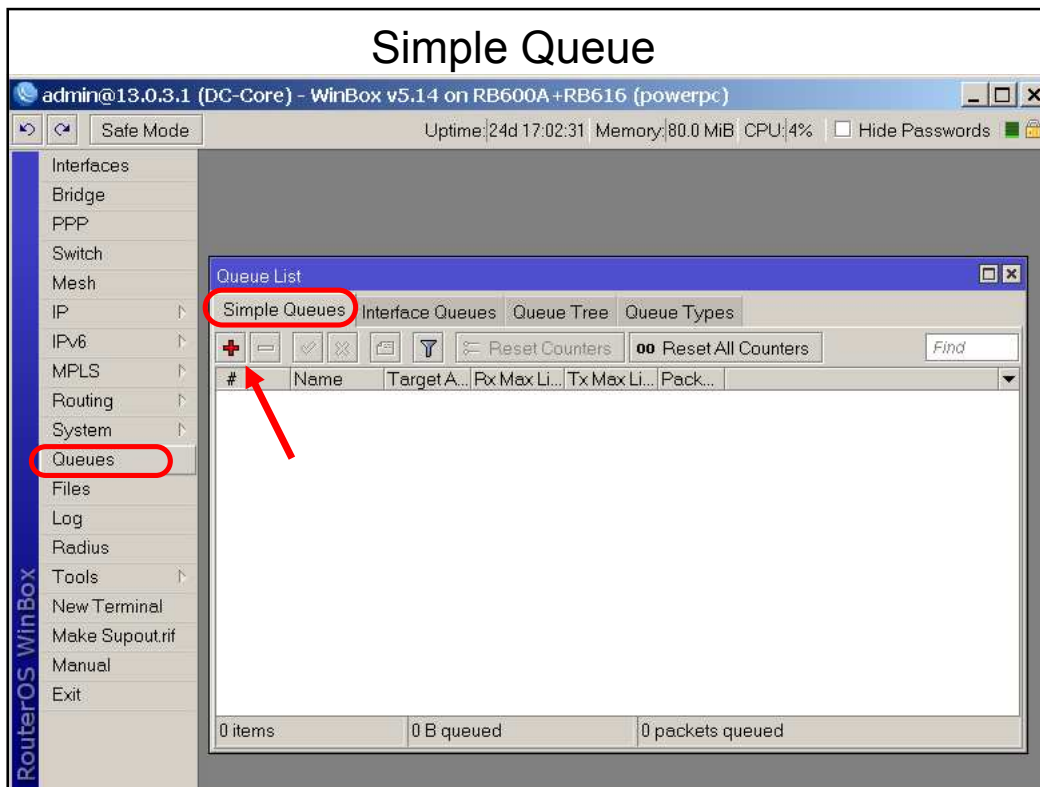 Simple Queue
admin@13.0.3.1 (DC-Core) - WinBox v5.14 on RB600A+RB616 (powerpc)
Safe Mode Uptime: 24d 17:02:31 Memory: 80.0 MiB CPU: 4% Hide Passwords
Interfaces
Bridge
PPP
Switch
Mesh
IP
IPv6
MPLS
Routing
System
Queues
Files
Log
Radius
Tools
New Terminal
Make Supout.rif
Manual
Exit
RouterOS WinBox
Queue List
Simple Queues Interface Queues Queue Tree Queue Types
Reset Counters 00 Reset All Counters Find
# Name Target A... Rx Max Li... Tx Max Li... Pack...
0 items 0 B queued 0 packets queued